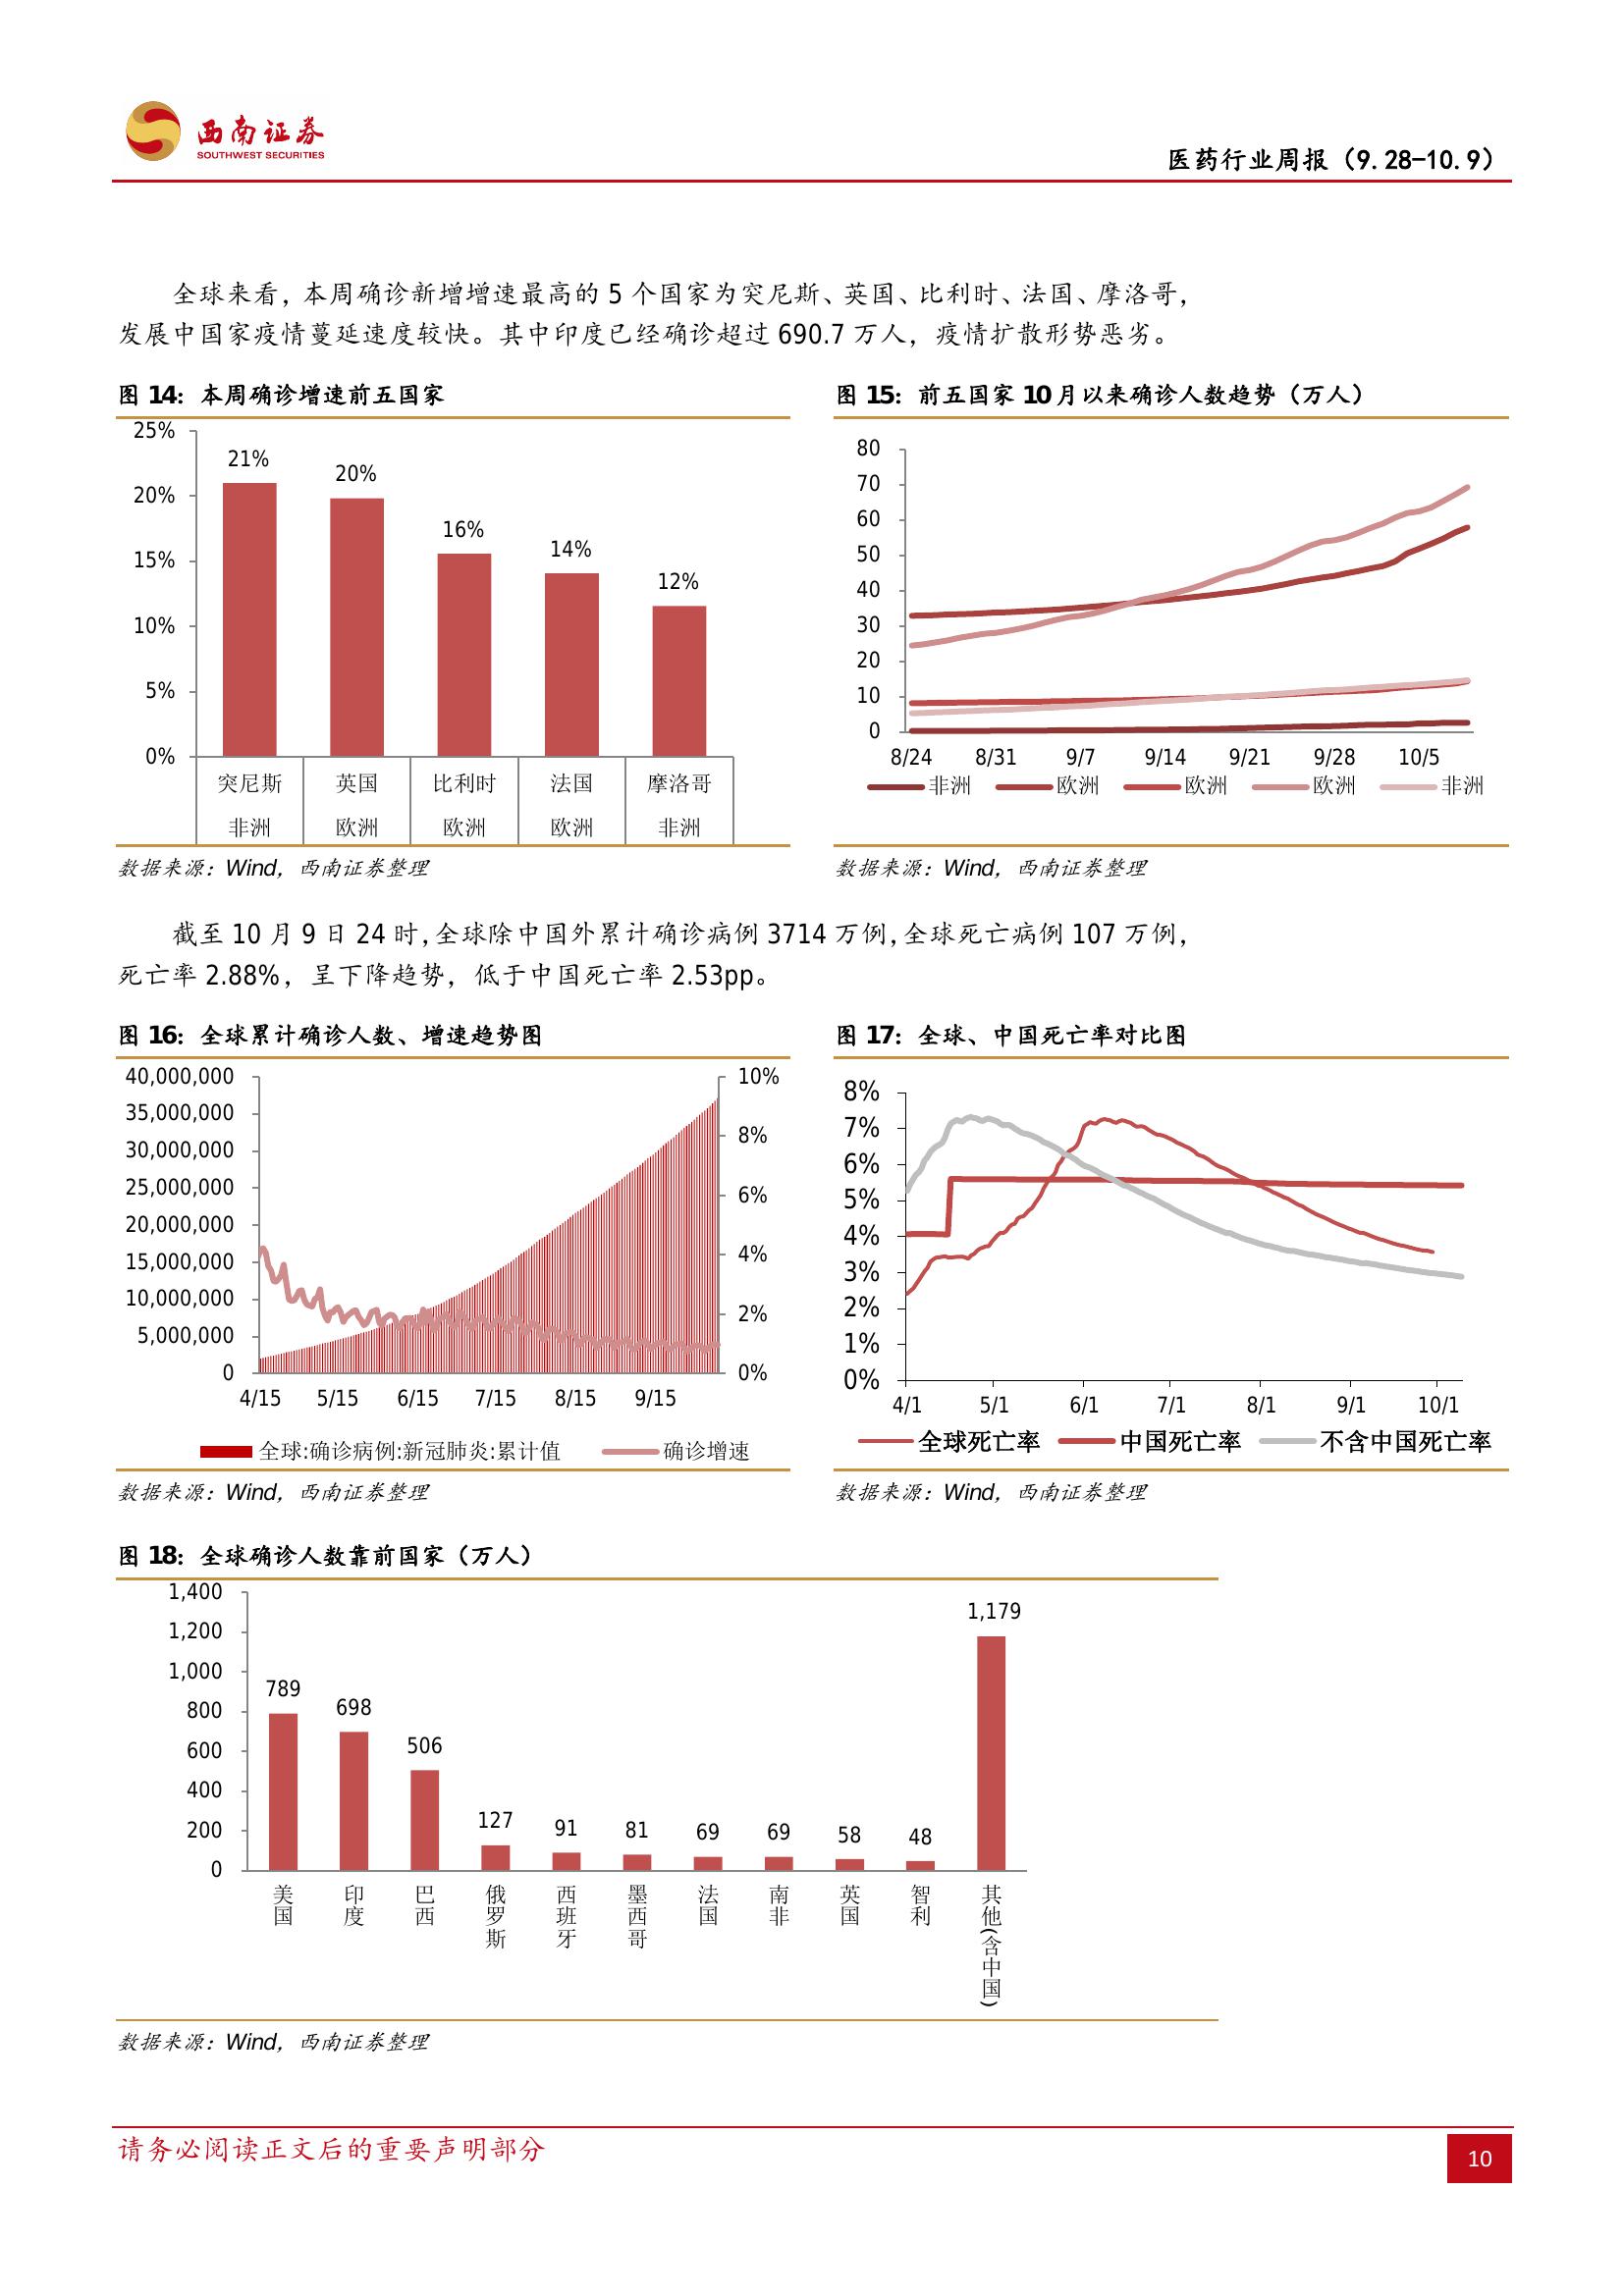 西南证券
SOUTHWEST SECURITIES
医药行业周报（9.28-10.9）
全球来看，本周确诊新增增速最高的 5 个国家为突尼斯、英国、比利时、法国、摩洛哥，
发展中国家疫情蔓延速度较快。其中印度已经确诊超过 690.7 万人，疫情扩散形势恶劣。
图 14：本周确诊增速前五国家
25%
20%
15%
10%
5%
0%
21%
20%
16%
14%
12%
突尼斯 英国 比利时 法国 摩洛哥
非洲 欧洲 欧洲 欧洲 非洲
数据来源：Wind，西南证券整理
图 15：前五国家 10 月以来确诊人数趋势（万人）
80
70
60
50
40
30
20
10
0
8/24 8/31 9/7 9/14 9/21 9/28 10/5
非洲 欧洲 欧洲 欧洲 非洲
数据来源：Wind，西南证券整理
截至 10 月 9 日 24 时，全球除中国外累计确诊病例 3714 万例，全球死亡病例 107 万例，
死亡率 2.88%，呈下降趋势，低于中国死亡率 2.53pp。
图 16：全球累计确诊人数、增速趋势图
40,000,000
35,000,000
30,000,000
25,000,000
20,000,000
15,000,000
10,000,000
5,000,000
0
10%
8%
6%
4%
2%
0%
4/15 5/15 6/15 7/15 8/15 9/15
全球:确诊病例:新冠肺炎:累计值 确诊增速
数据来源：Wind，西南证券整理
图 17：全球、中国死亡率对比图
8%
7%
6%
5%
4%
3%
2%
1%
0%
4/1 5/1 6/1 7/1 8/1 9/1 10/1
全球死亡率 中国死亡率 不含中国死亡率
数据来源：Wind，西南证券整理
图 18：全球确诊人数靠前国家（万人）
1,400
1,200
1,000
800
600
400
200
0
789
698
506
127
91
81
69
69
58
48
1,179
美国
印度
巴西
俄罗斯
西班牙
墨西哥
法国
南非
英国
智利
其他(含中国)
数据来源：Wind，西南证券整理
请务必阅读正文后的重要声明部分
10